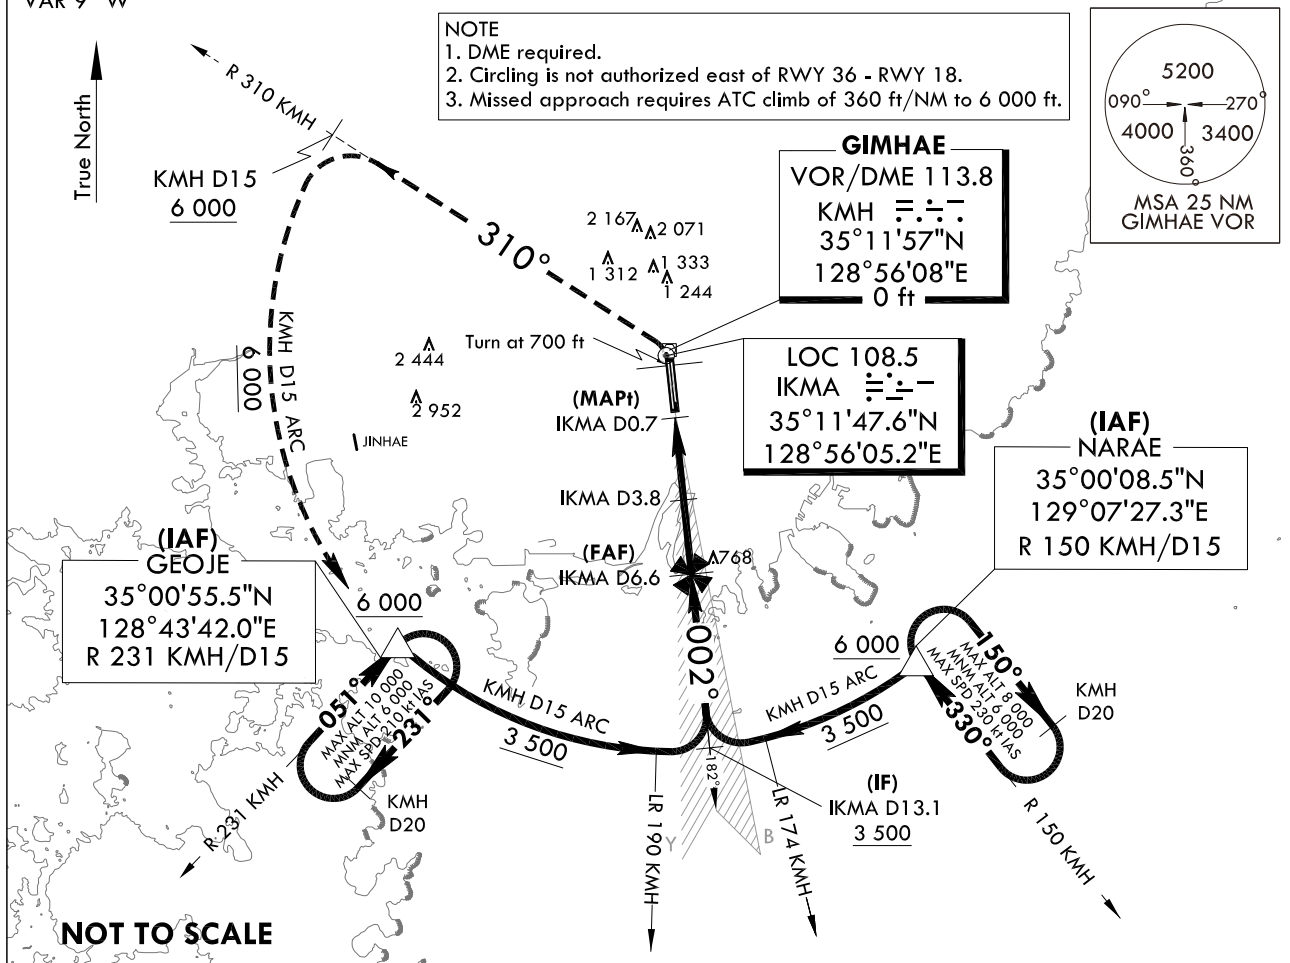 VAR 9° W
True North
R 310 KMH
NOTE
1. DME required.
2. Circling is not authorized east of RWY 36 - RWY 18.
3. Missed approach requires ATC climb of 360 ft/NM to 6 000 ft.
5200
090°
270°
4000
3400
360°
MSA 25 NM
GIMHAE VOR
KMH D15
6 000
310°
GIMHAE
VOR/DME 113.8
KMH
35°11'57"N
128°56'08"E
0 ft
2 167
2 071
1 312
1 333
1 244
KMH D15 ARC
6 000
2 444
2 952
JINHAE
Turn at 700 ft
LOC 108.5
IKMA
35°11'47.6"N
128°56'05.2"E
(MAPt)
IKMA D0.7
IKMA D3.8
(FAF)
IKMA D6.6
768
(IAF)
NARAE
35°00'08.5"N
129°07'27.3"E
R 150 KMH/D15
(IAF)
GEOJE
35°00'55.5"N
128°43'42.0"E
R 231 KMH/D15
6 000
051°
MAX ALT 10 000
MNM ALT 6 000
MAX SPD 210 kt IAS
231°
KMH
D20
R 231 KMH
KMH D15 ARC
3 500
002°
182°
KMH D15 ARC
3 500
6 000
150°
MAX ALT 8 000
MNM ALT 6 000
MAX SPD 230 kt IAS
330°
KMH
D20
R 150 KMH
(IF)
IKMA D13.1
3 500
LR 190 KMH
LR 174 KMH
Y
B
NOT TO SCALE